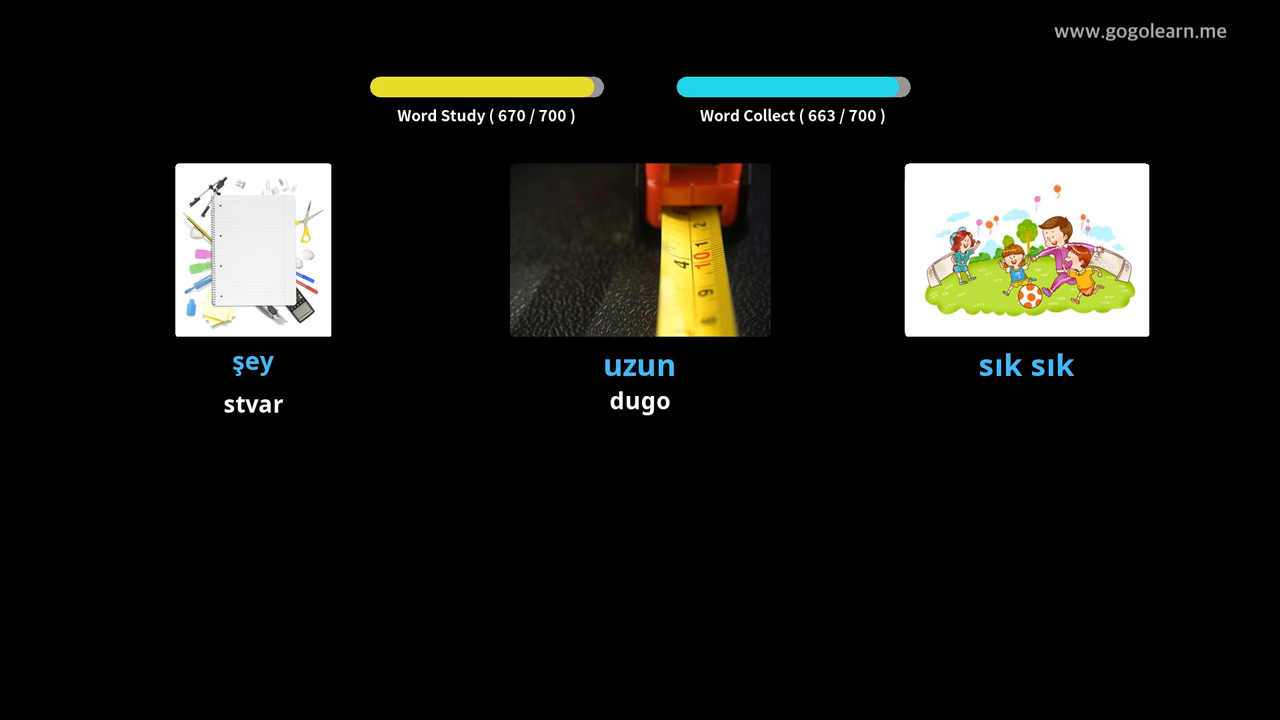 www.gogolearn.me
Word Study ( 670 / 700 )
Word Collect ( 663 / 700 )
şey
stvar
uzun
dugo
sık sık